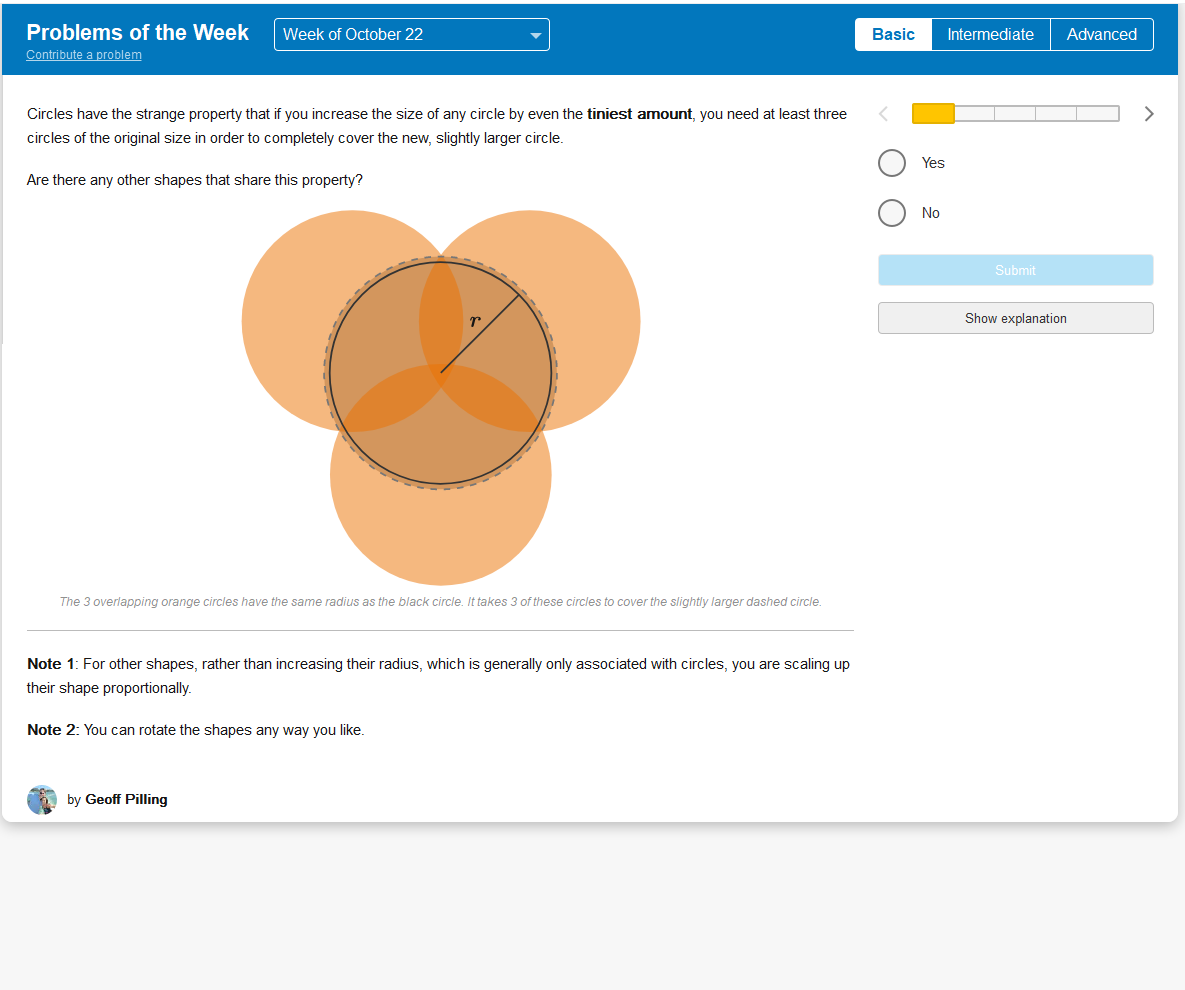 Problems of the Week
Week of October 22
Basic
Intermediate
Advanced
Contribute a problem
Circles have the strange property that if you increase the size of any circle by even the tiniest amount, you need at least three
circles of the original size in order to completely cover the new, slightly larger circle.
Are there any other shapes that share this property?
Yes
No
Submit
Show explanation
r
The 3 overlapping orange circles have the same radius as the black circle. It takes 3 of these circles to cover the slightly larger dashed circle.
Note 1: For other shapes, rather than increasing their radius, which is generally only associated with circles, you are scaling up
their shape proportionally.
Note 2: You can rotate the shapes any way you like.
by Geoff Pilling